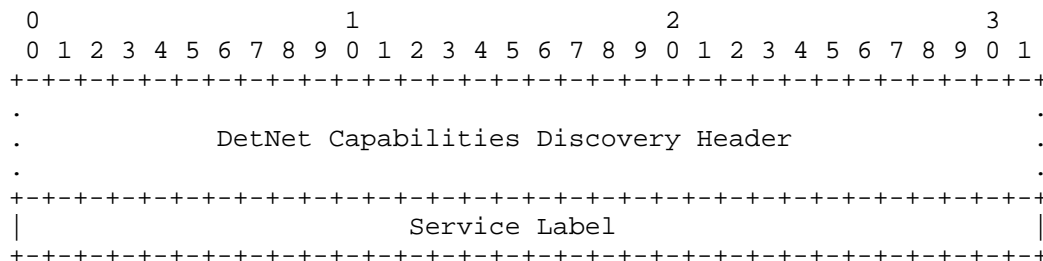 0                   1                   2                   3
0 1 2 3 4 5 6 7 8 9 0 1 2 3 4 5 6 7 8 9 0 1 2 3 4 5 6 7 8 9 0 1
+-+-+-+-+-+-+-+-+-+-+-+-+-+-+-+-+-+-+-+-+-+-+-+-+-+-+-+-+-+-+-+-+
.                                                               .
.            DetNet Capabilities Discovery Header               .
.                                                               .
+-+-+-+-+-+-+-+-+-+-+-+-+-+-+-+-+-+-+-+-+-+-+-+-+-+-+-+-+-+-+-+-+
|                        Service Label                          |
+-+-+-+-+-+-+-+-+-+-+-+-+-+-+-+-+-+-+-+-+-+-+-+-+-+-+-+-+-+-+-+-+